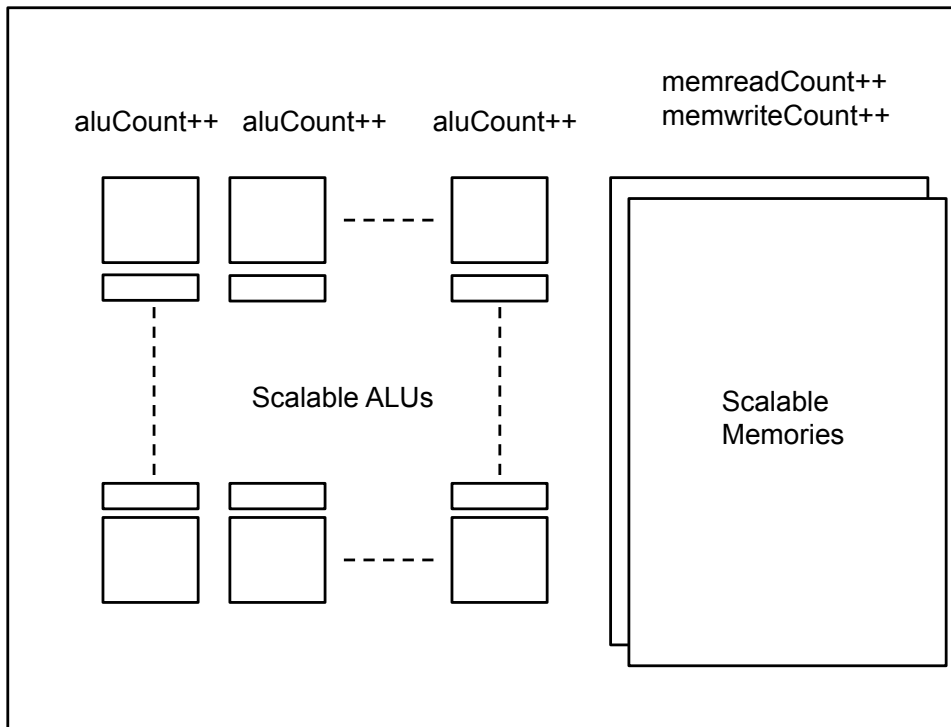 memreadCount++
memwriteCount++
aluCount++ aluCount++ aluCount++
Scalable ALUs
Scalable
Memories